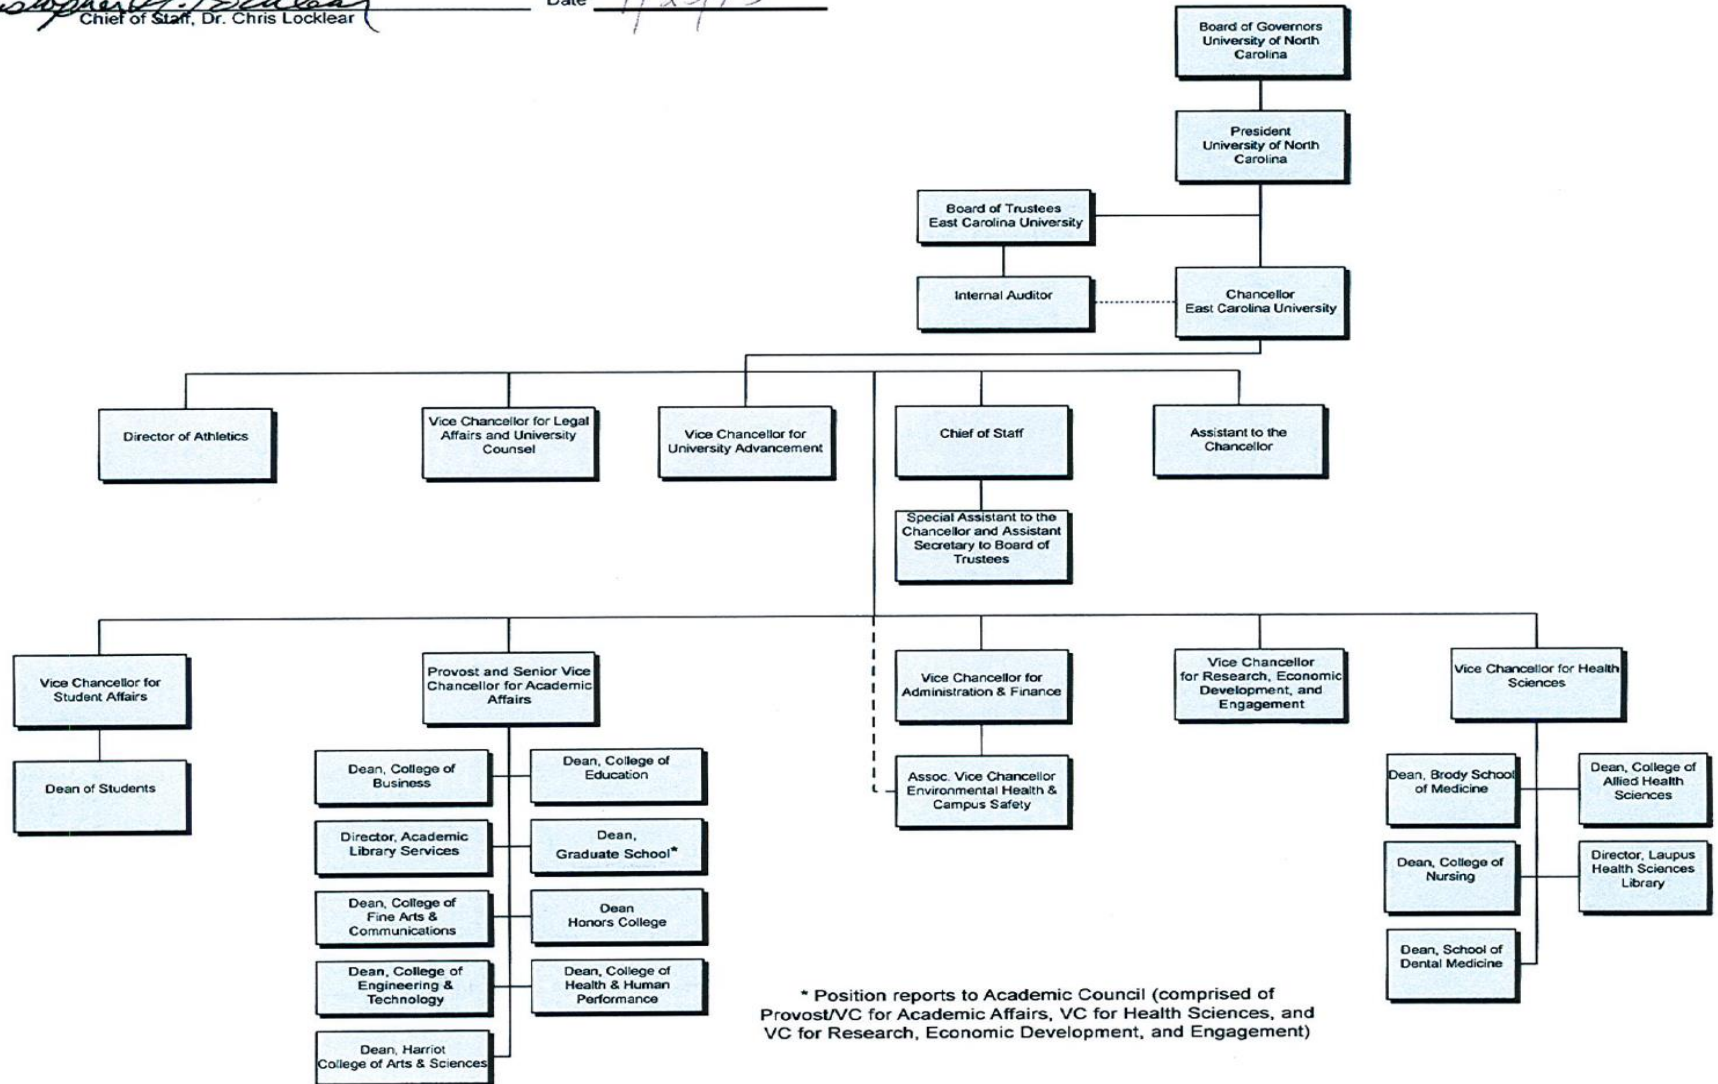 Date
Chief of Staff, Dr. Chris Locklear
Board of Governors
University of North
Carolina
President
University of North
Carolina
Board of Trustees
East Carolina University
Internal Auditor
Chancellor
East Carolina University
Director of Athletics
Vice Chancellor for Legal
Affairs and University
Counsel
Vice Chancellor for
University Advancement
Chief of Staff
Assistant to the
Chancellor
Special Assistant to the
Chancellor and Assistant
Secretary to Board of
Trustees
Vice Chancellor for
Student Affairs
Provost and Senior Vice
Chancellor for Academic
Affairs
Vice Chancellor for
Administration & Finance
Vice Chancellor
for Research, Economic
Development, and
Engagement
Vice Chancellor for Health
Sciences
Dean of Students
Dean, College of
Business
Dean, College of
Education
Director, Academic
Library Services
Dean,
Graduate School*
Dean, College of
Fine Arts &
Communications
Dean
Honors College
Dean, College of
Engineering &
Technology
Dean, College of
Health & Human
Performance
Dean, Harriot
College of Arts & Sciences
Assoc. Vice Chancellor
Environmental Health &
Campus Safety
Dean, Brody School
of Medicine
Dean, College of
Allied Health
Sciences
Dean, College of
Nursing
Director, Laupus
Health Sciences
Library
Dean, School of
Dental Medicine
* Position reports to Academic Council (comprised of
Provost/VC for Academic Affairs, VC for Health Sciences, and
VC for Research, Economic Development, and Engagement)